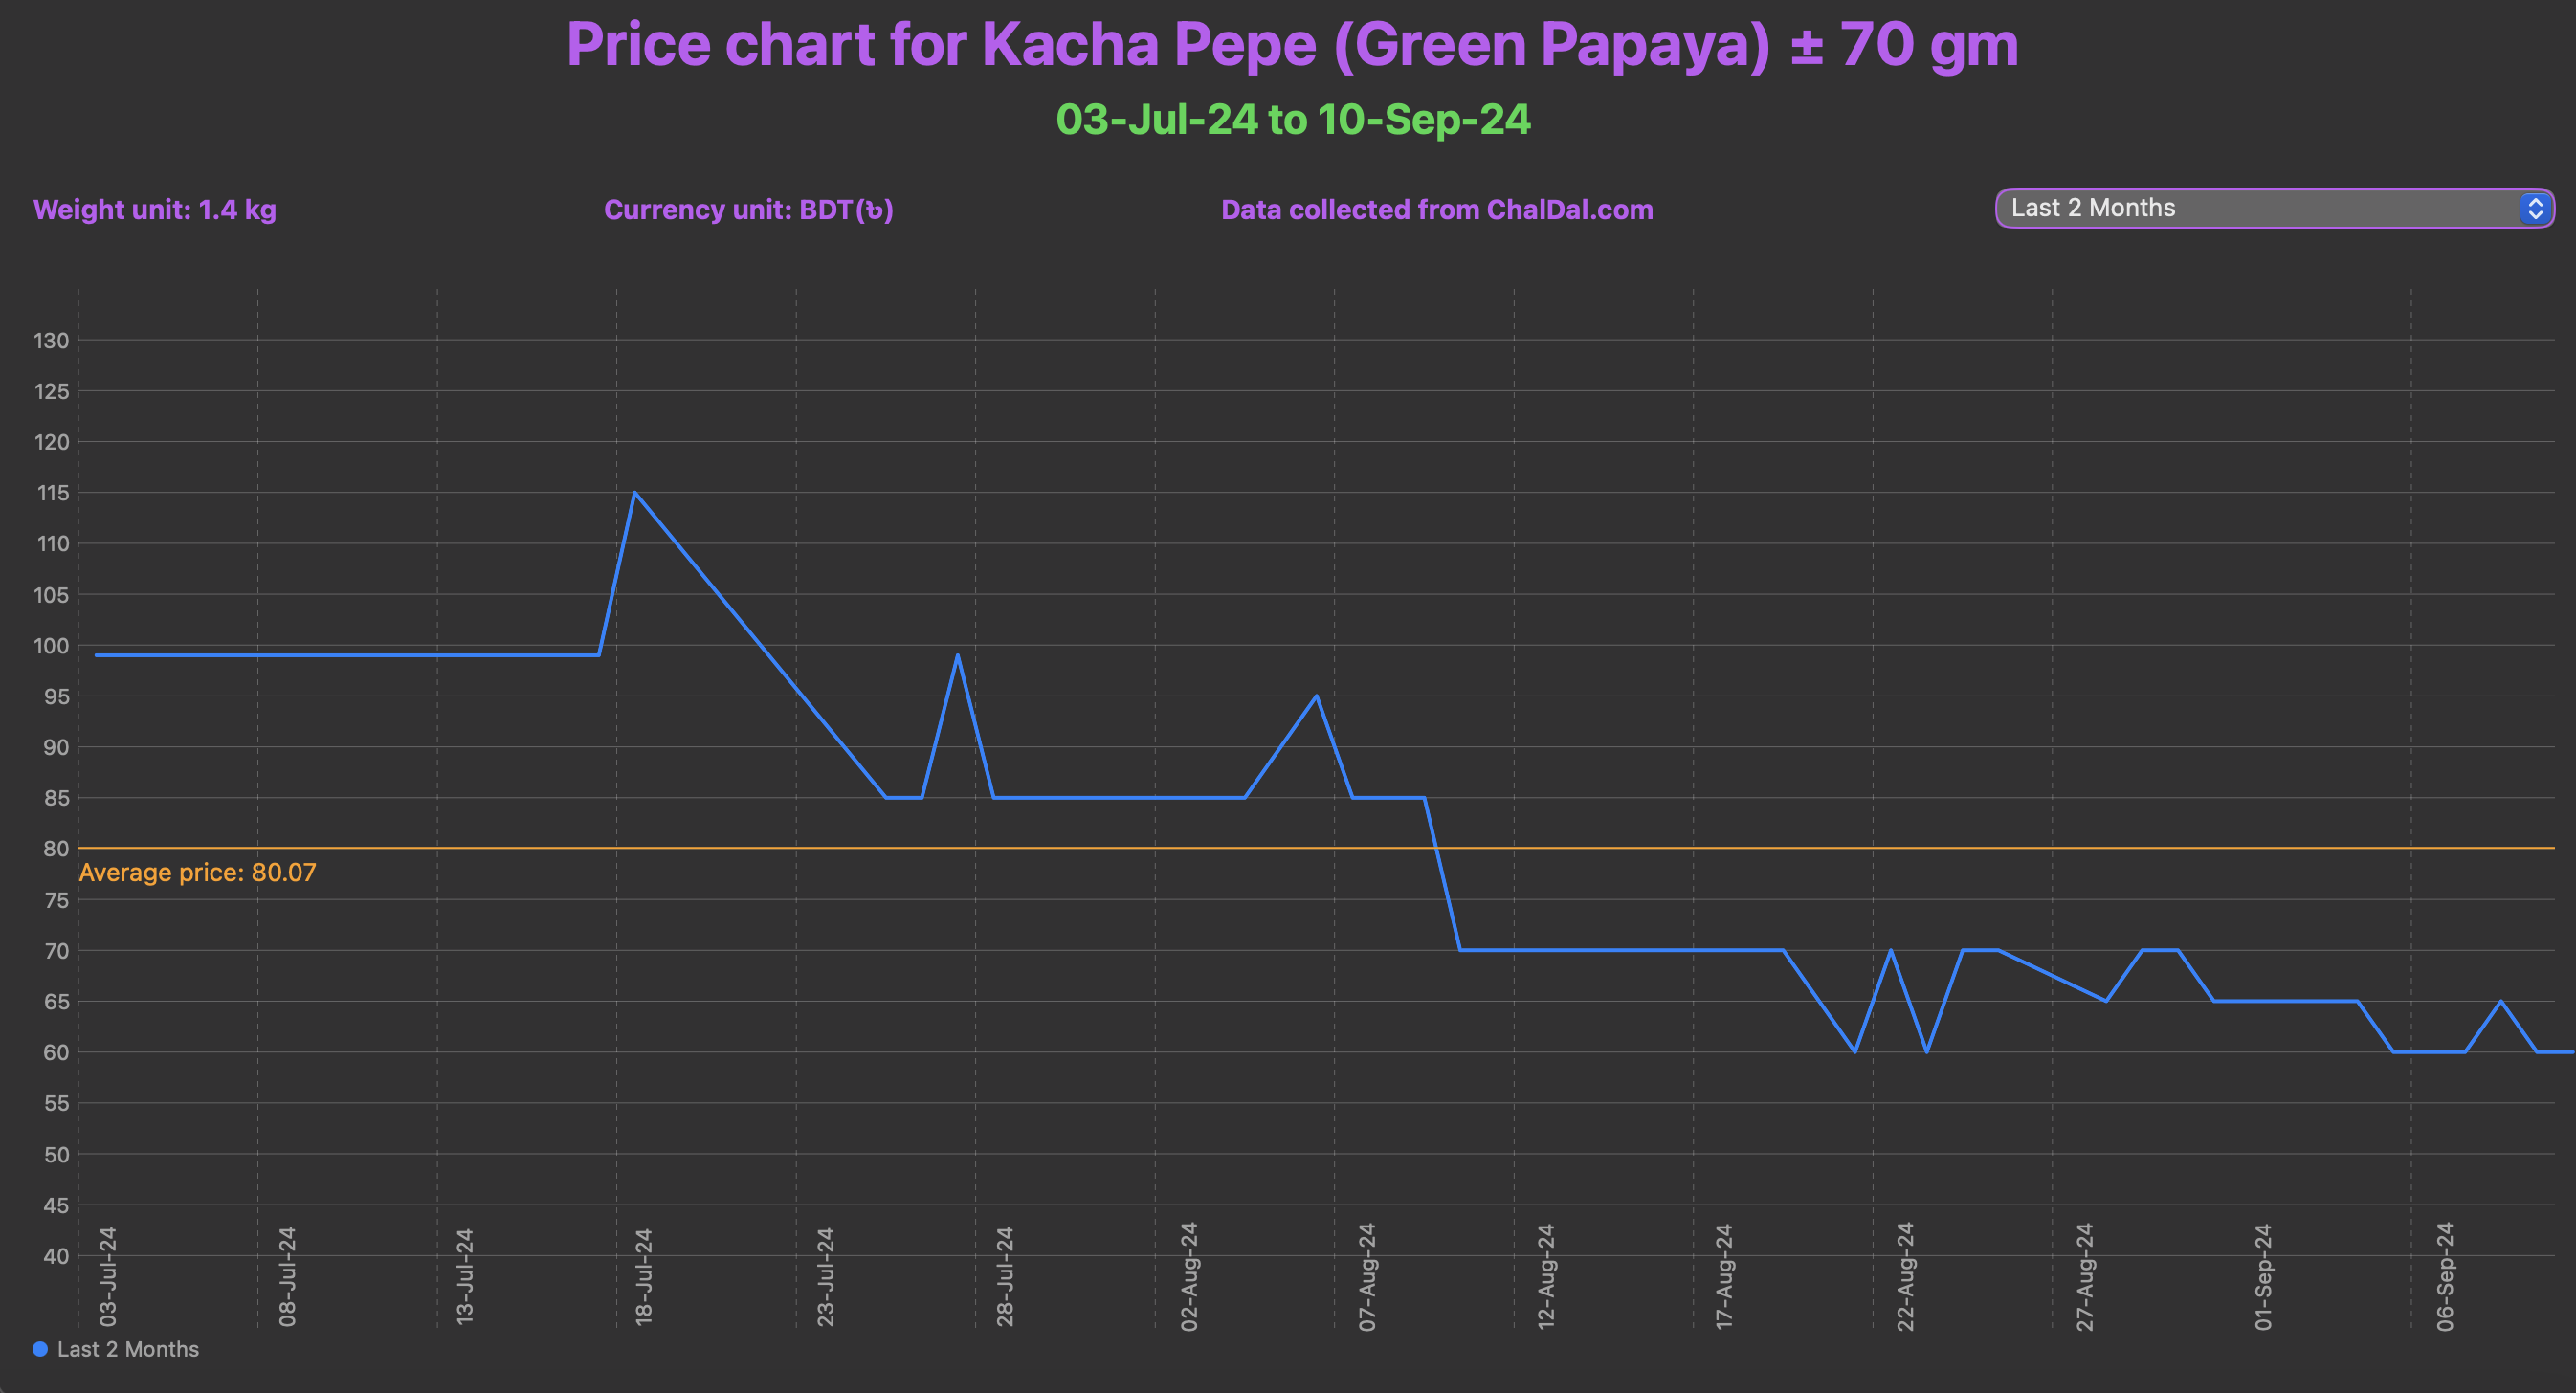 Price chart for Kacha Pepe (Green Papaya) ± 70 gm
03-Jul-24 to 10-Sep-24
Weight unit: 1.4 kg
Currency unit: BDT(৳)
Data collected from ChalDal.com
Last 2 Months
130
125
120
115
110
105
100
95
90
85
80
Average price: 80.07
75
70
65
60
55
50
45
40
03-Jul-24
08-Jul-24
13-Jul-24
18-Jul-24
23-Jul-24
28-Jul-24
02-Aug-24
07-Aug-24
12-Aug-24
17-Aug-24
22-Aug-24
27-Aug-24
01-Sep-24
06-Sep-24
Last 2 Months